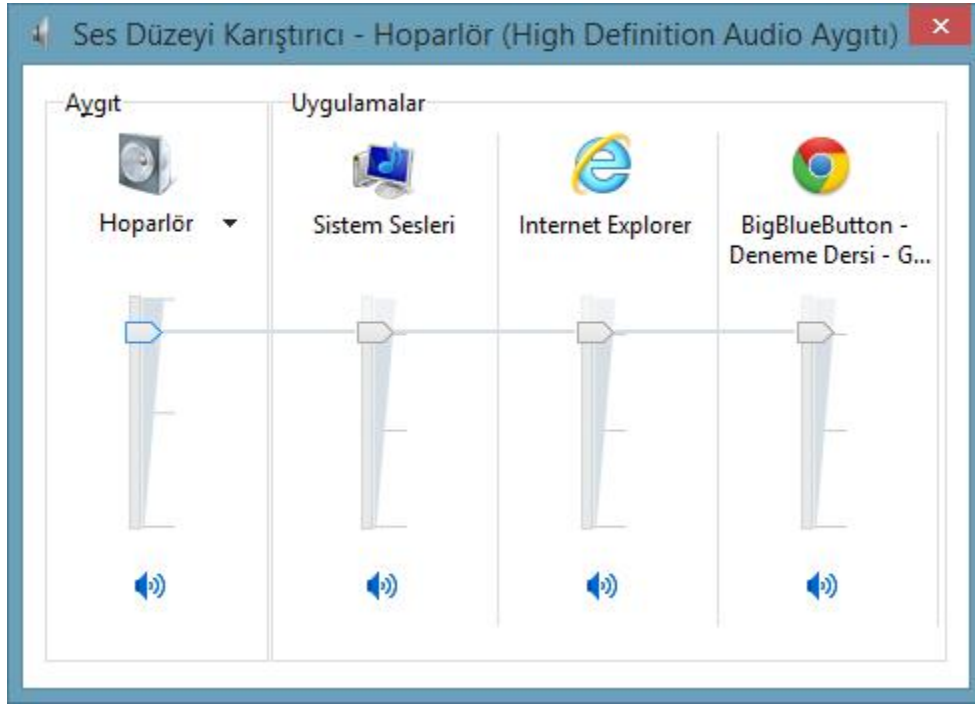 Ses Düzeyi Karıştırıcı - Hoparlör (High Definition Audio Aygıtı)
Aygıt
Uygulamalar
Hoparlör
Sistem Sesleri
Internet Explorer
BigBlueButton -
Deneme Dersi - G...